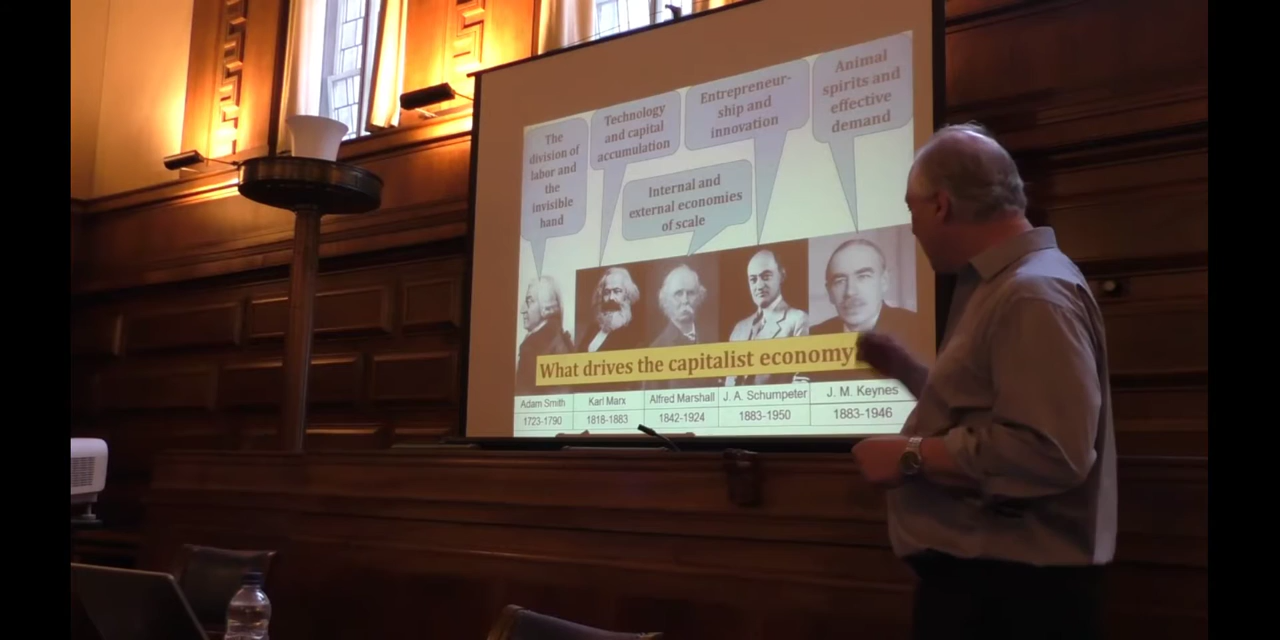 The
division of
labor and
the
invisible
hand
Technology
and capital
accumulation
Internal and
external economies
of scale
Entrepreneur-
ship and
innovation
Animal
spirits and
effective
demand
What drives the capitalist economy
Adam Smith
Karl Marx
Alfred Marshall
J. A. Schumpeter
J. M. Keynes
1723-1790
1818-1883
1842-1924
1883-1950
1883-1946